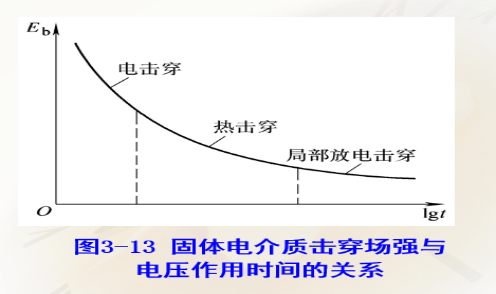 E_b
电击穿
热击穿
局部放电击穿
O
lgt
图3-13 固体电介质击穿场强与
电压作用时间的关系